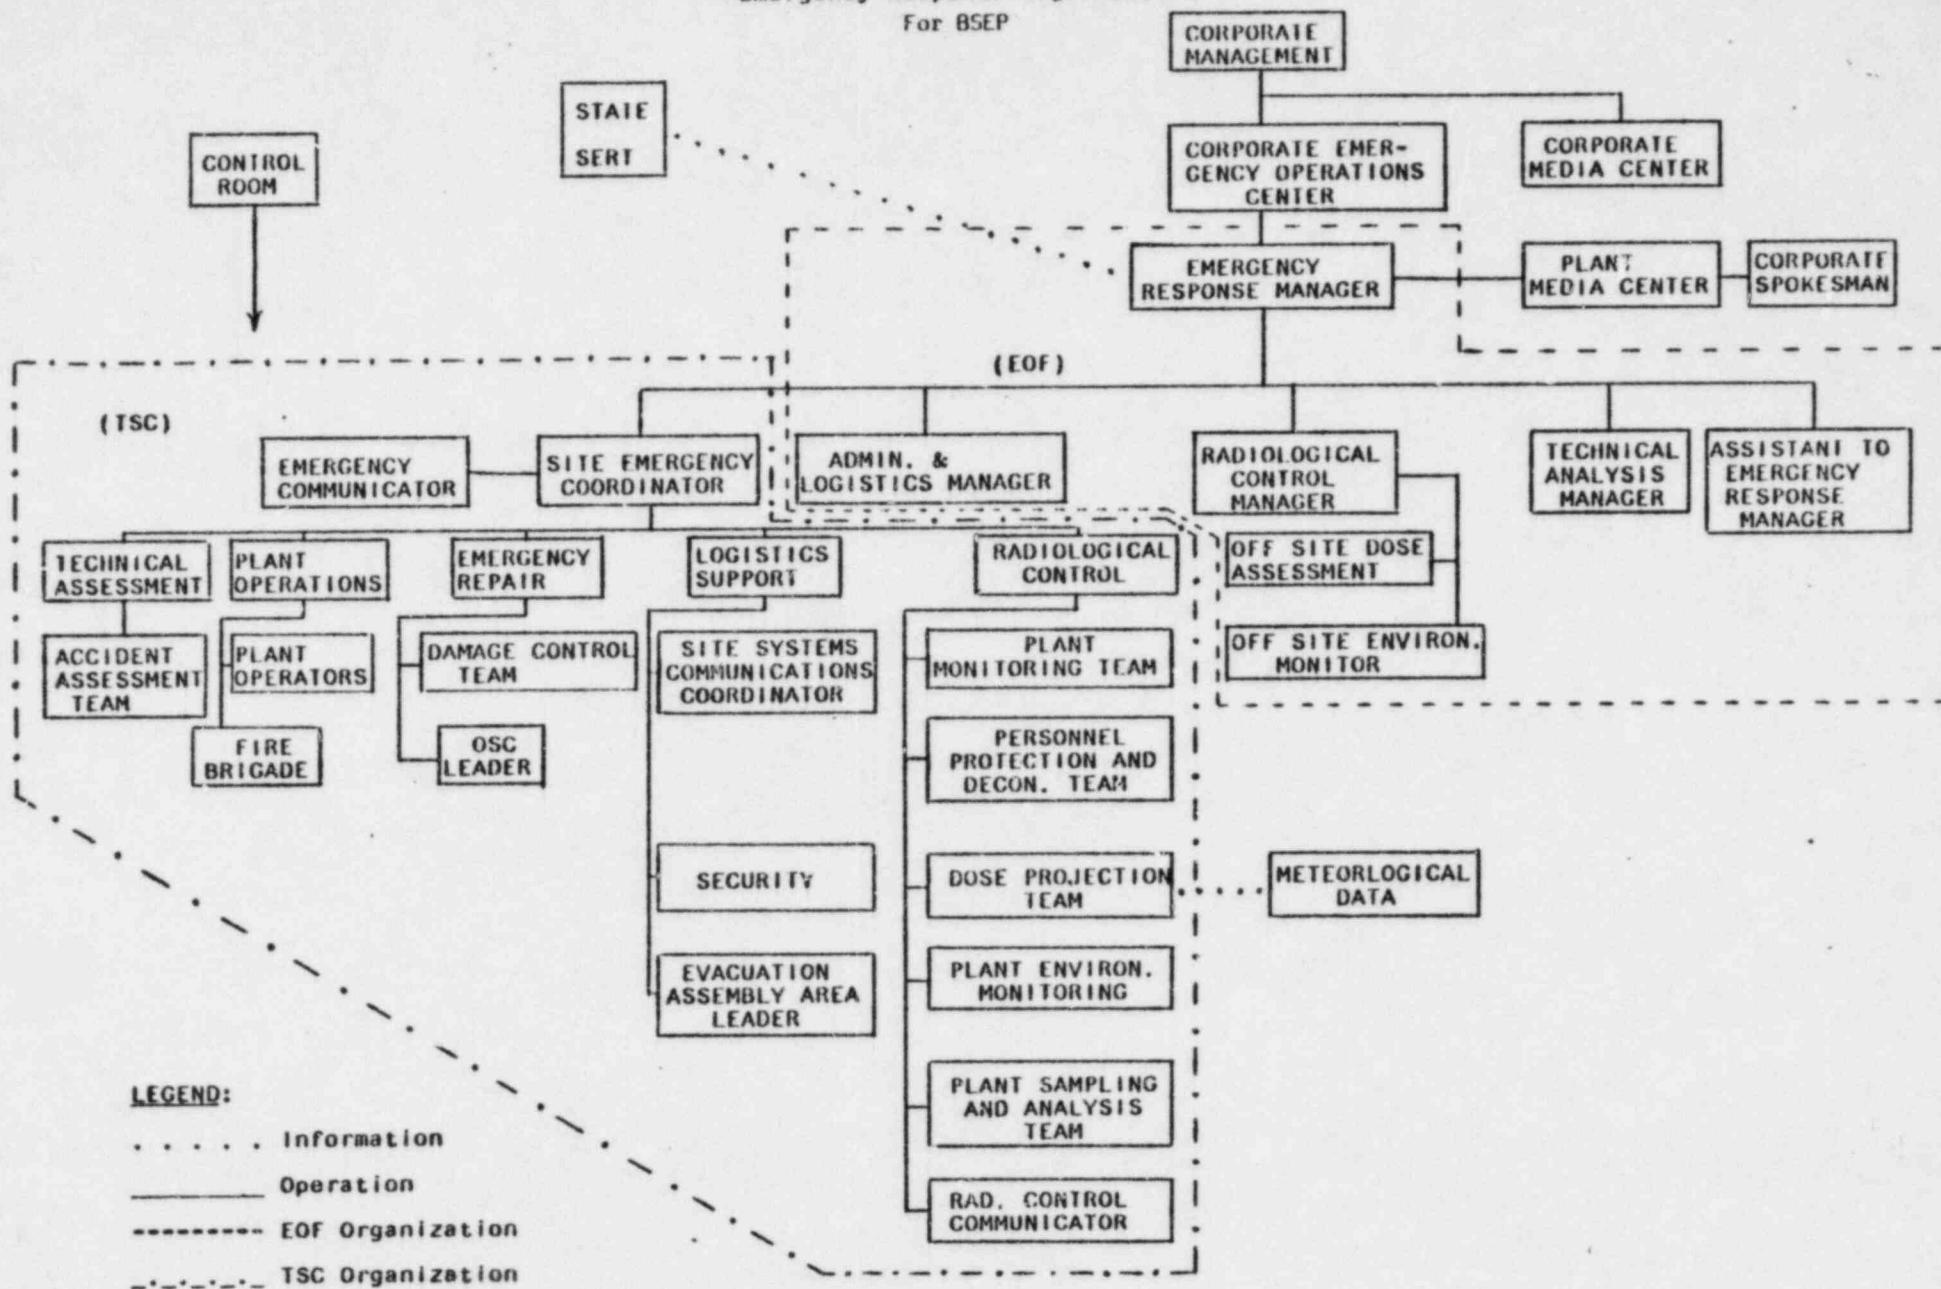 For BSEP
CORPORATE
MANAGEMENT
STATE
SERT
CONTROL
ROOM
CORPORATE EMER-
GENCY OPERATIONS
CENTER
CORPORATE
MEDIA CENTER
EMERGENCY
RESPONSE MANAGER
PLANT
MEDIA CENTER
CORPORATE
SPOKESMAN
(EOF)
(TSC)
EMERGENCY
COMMUNICATOR
SITE EMERGENCY
COORDINATOR
ADMIN. &
LOGISTICS MANAGER
RADIOLOGICAL
CONTROL
MANAGER
TECHNICAL
ANALYSIS
MANAGER
ASSISTANT TO
EMERGENCY
RESPONSE
MANAGER
TECHNICAL
ASSESSMENT
PLANT
OPERATIONS
EMERGENCY
REPAIR
LOGISTICS
SUPPORT
RADIOLOGICAL
CONTROL
OFF SITE DOSE
ASSESSMENT
ACCIDENT
ASSESSMENT
TEAM
PLANT
OPERATORS
DAMAGE CONTROL
TEAM
SITE SYSTEMS
COMMUNICATIONS
COORDINATOR
PLANT
MONITORING TEAM
OFF SITE ENVIRON.
MONITOR
FIRE
BRIGADE
OSC
LEADER
PERSONNEL
PROTECTION AND
DECON. TEAM
SECURITY
DOSE PROJECTION
TEAM
METEORLOGICAL
DATA
EVACUATION
ASSEMBLY AREA
LEADER
PLANT ENVIRON.
MONITORING
PLANT SAMPLING
AND ANALYSIS
TEAM
RAD. CONTROL
COMMUNICATOR
LEGEND:
Information
Operation
EOF Organization
TSC Organization